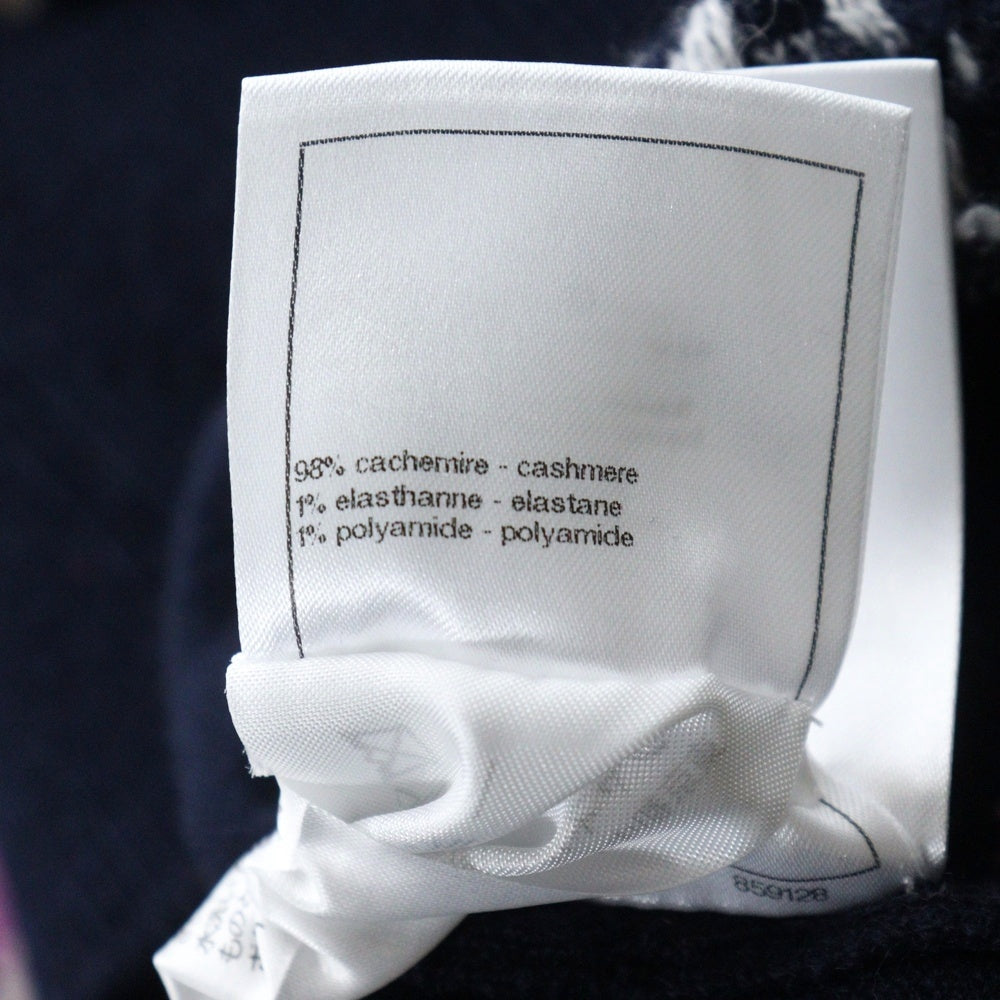 98% cachemire - cashmere
1% elasthanne - elastane
1% polyamide - polyamide
859128